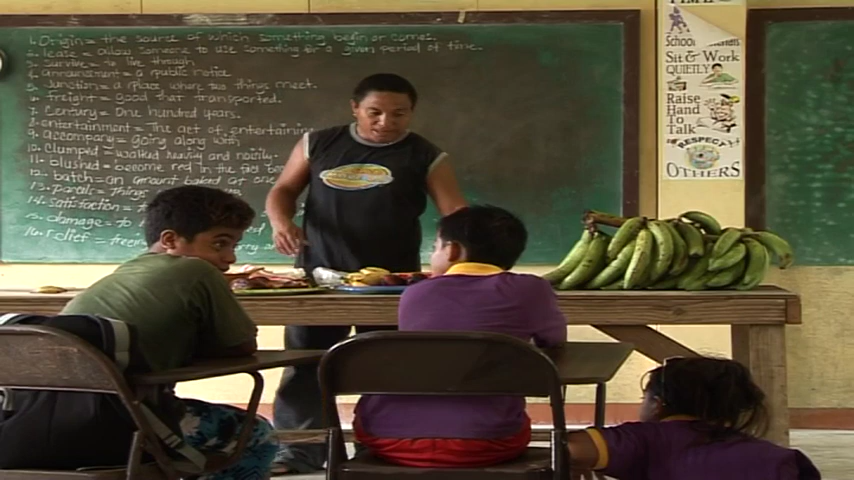 1. Origin = the source of which something begin or comes.
2. lease = allow someone to use something for a given period of time.
3. Survive = to live through.
4. announcement = a public notice.
5. Junction = a place where two things meet.
6. freight = good that transported.
7. Century = One hundred years.
8. entertainment = The act of entertaining
9. accompany = going along with
10. clumped = walked heavily and noisily.
11. blushed = become red in the fact
12. batch = an amount baked at one
13. parcels = Things
14. satisfaction =
15. damage = to
16. relief = free
School
Sit & Work
QUIETLY
Raise
Hand
To
Talk
RESPECT
OTHERS